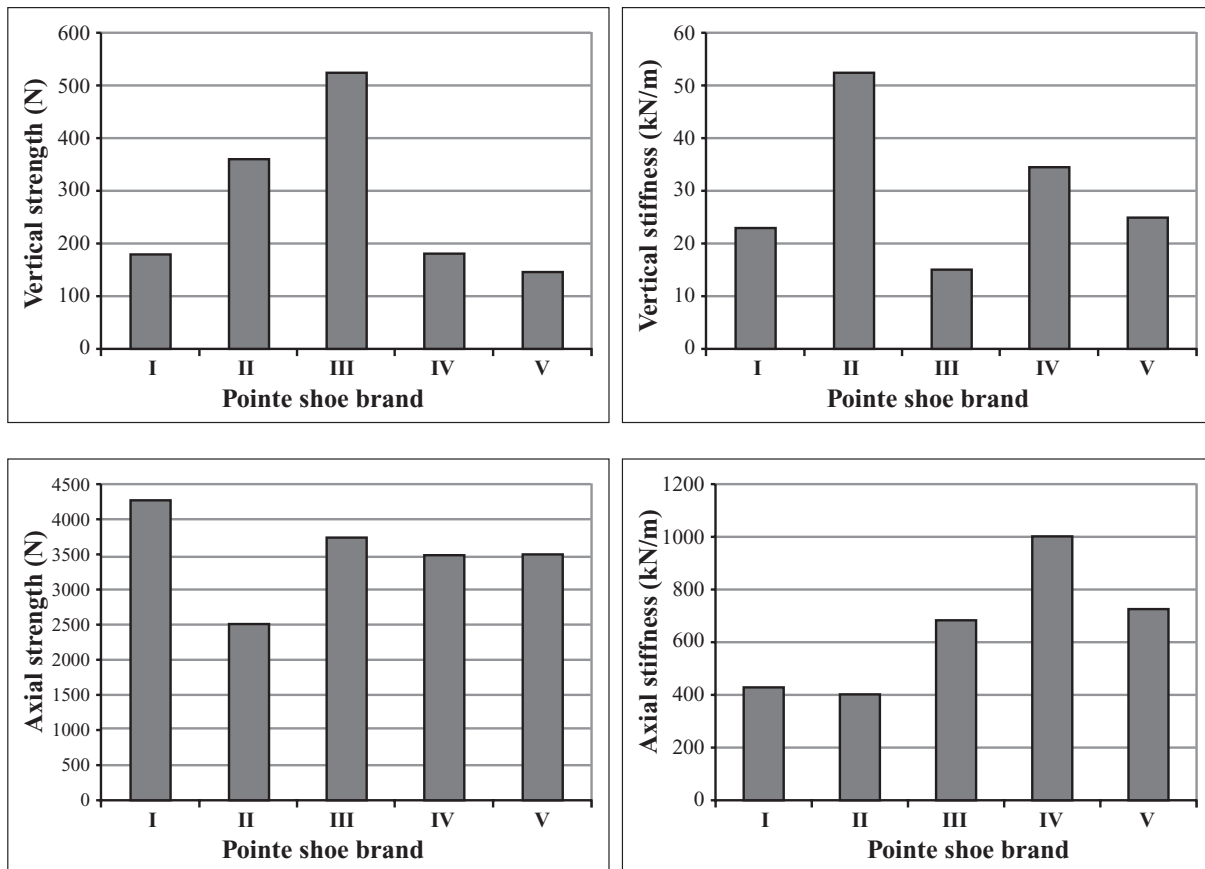 Vertical strength (N)
600
500
400
300
200
100
0
I II III IV V
Pointe shoe brand
Vertical stiffness (kN/m)
60
50
40
30
20
10
0
I II III IV V
Pointe shoe brand
Axial strength (N)
4500
4000
3500
3000
2500
2000
1500
1000
500
0
I II III IV V
Pointe shoe brand
Axial stiffness (kN/m)
1200
1000
800
600
400
200
0
I II III IV V
Pointe shoe brand